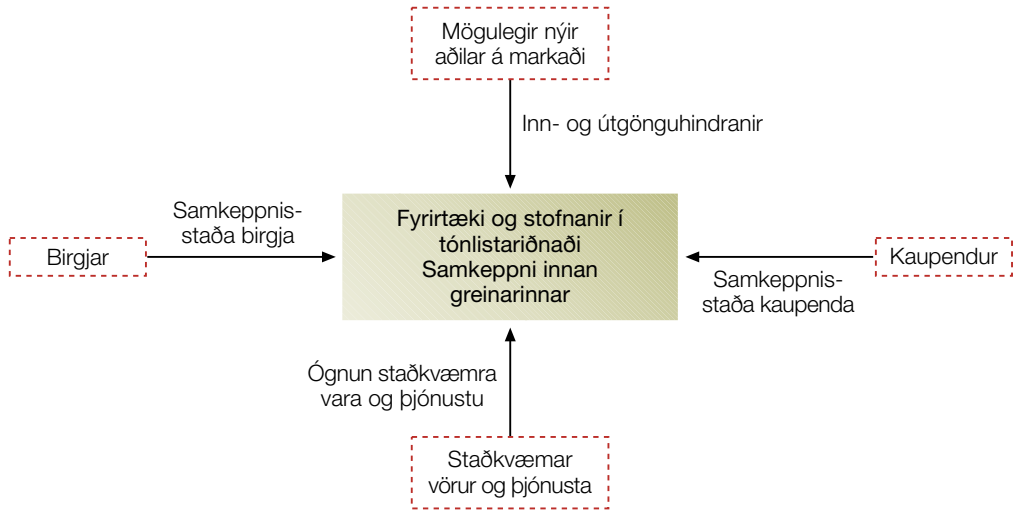 Mögulegir nýir
aðilar á markaði
Inn- og útgönguhindranir
Samkeppnis-
staða birgja
Birgjar
Fyrirtæki og stofnanir í
tónlistariðnaði
Samkeppni innan
greinarinnar
Kaupendur
Samkeppnis-
staða kaupenda
Ógnun staðkvæmra
vara og þjónustu
Staðkvæmar
vörur og þjónusta